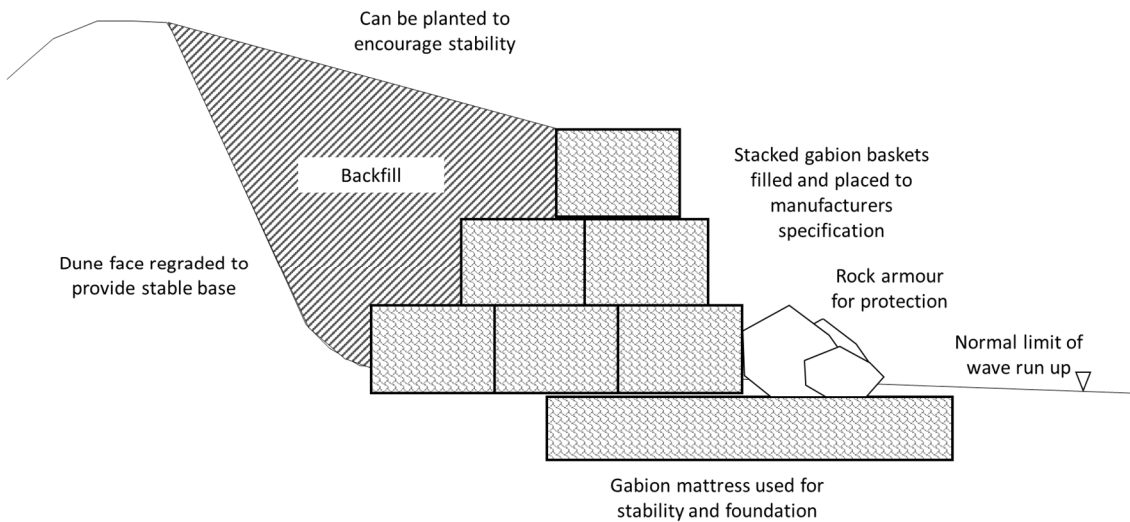 Can be planted to
encourage stability
Backfill
Stacked gabion baskets
filled and placed to
manufacturers
specification
Dune face regraded to
provide stable base
Rock armour
for protection
Normal limit of
wave run up
Gabion mattress used for
stability and foundation